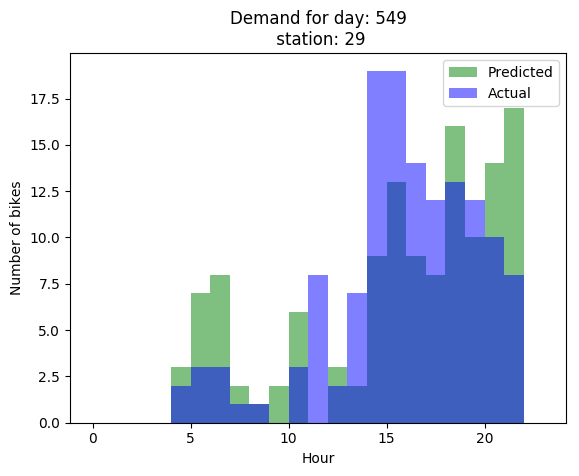 Demand for day: 549
station: 29
Predicted
Actual
17.5
15.0
12.5
10.0
7.5
5.0
2.5
0.0
Number of bikes
0 5 10 15 20
Hour